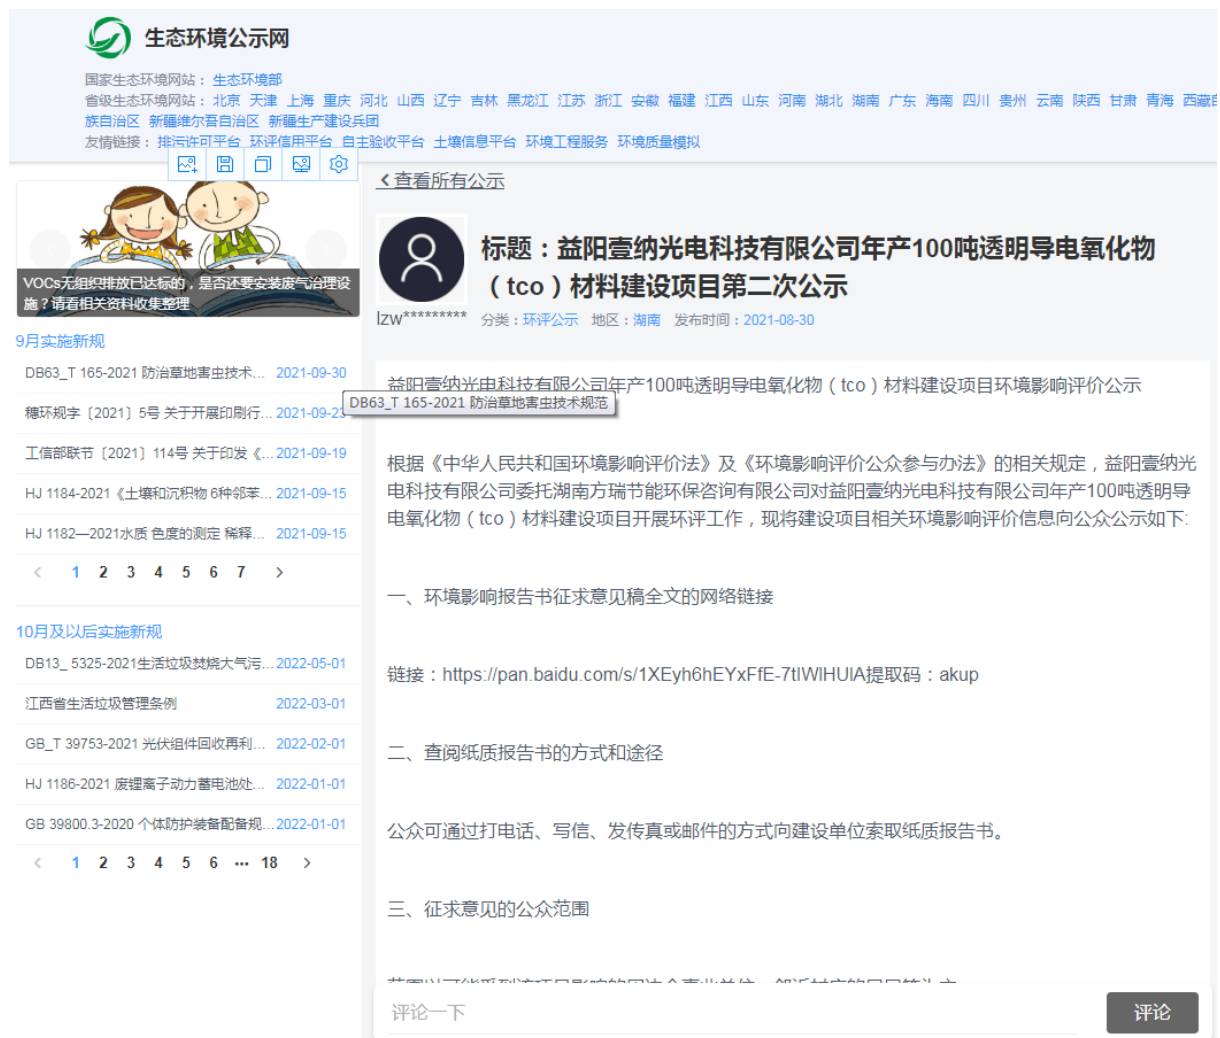 生态环境公示网
国家生态环境网站： 生态环境部
省级生态环境网站： 北京 天津 上海 重庆 河北 山西 辽宁 吉林 黑龙江 江苏 浙江 安徽 福建 江西 山东 河南 湖北 湖南 广东 海南 四川 贵州 云南 陕西 甘肃 青海 西藏
族自治区 新疆维尔吾自治区 新疆生产建设兵团
友情链接： 排污许可平台 环评信用平台 自主验收平台 土壤信息平台 环境工程服务 环境质量模拟
VOCs无组织排放已达标的，是否还要安装废气治理设
施？请看相关资料收集整理
9月实施新规
DB63_T 165-2021 防治草地害虫技术... 2021-09-30
穗环规字〔2021〕5号 关于开展印刷行... 2021-09-23
工信部联节〔2021〕114号 关于印发《... 2021-09-19
HJ 1184-2021《土壤和沉积物 6种邻苯... 2021-09-15
HJ 1182—2021水质 色度的测定 稀释... 2021-09-15
1 2 3 4 5 6 7
10月及以后实施新规
DB13_ 5325-2021生活垃圾焚烧大气污... 2022-05-01
江西省生活垃圾管理条例 2022-03-01
GB_T 39753-2021 光伏组件回收再利... 2022-02-01
HJ 1186-2021 废锂离子动力蓄电池处... 2022-01-01
GB 39800.3-2020 个体防护装备配备规... 2022-01-01
1 2 3 4 5 6 ... 18
查看所有公示
标题：益阳壹纳光电科技有限公司年产100吨透明导电氧化物
（tco）材料建设项目第二次公示
lzw*********
分类：环评公示 地区：湖南 发布时间：2021-08-30
益阳壹纳光电科技有限公司年产100吨透明导电氧化物（tco）材料建设项目环境影响评价公示
DB63_T 165-2021 防治草地害虫技术规范
根据《中华人民共和国环境影响评价法》及《环境影响评价公众参与办法》的相关规定，益阳壹纳光
电科技有限公司委托湖南方瑞节能环保咨询有限公司对益阳壹纳光电科技有限公司年产100吨透明导
电氧化物（tco）材料建设项目开展环评工作，现将建设项目相关环境影响评价信息向公众公示如下:
一、环境影响报告书征求意见稿全文的网络链接
链接：https://pan.baidu.com/s/1XEyh6hEYxFfE-7tIWlHUlA提取码：akup
二、查阅纸质报告书的方式和途径
公众可通过打电话、写信、发传真或邮件的方式向建设单位索取纸质报告书。
三、征求意见的公众范围
评论一下
评论